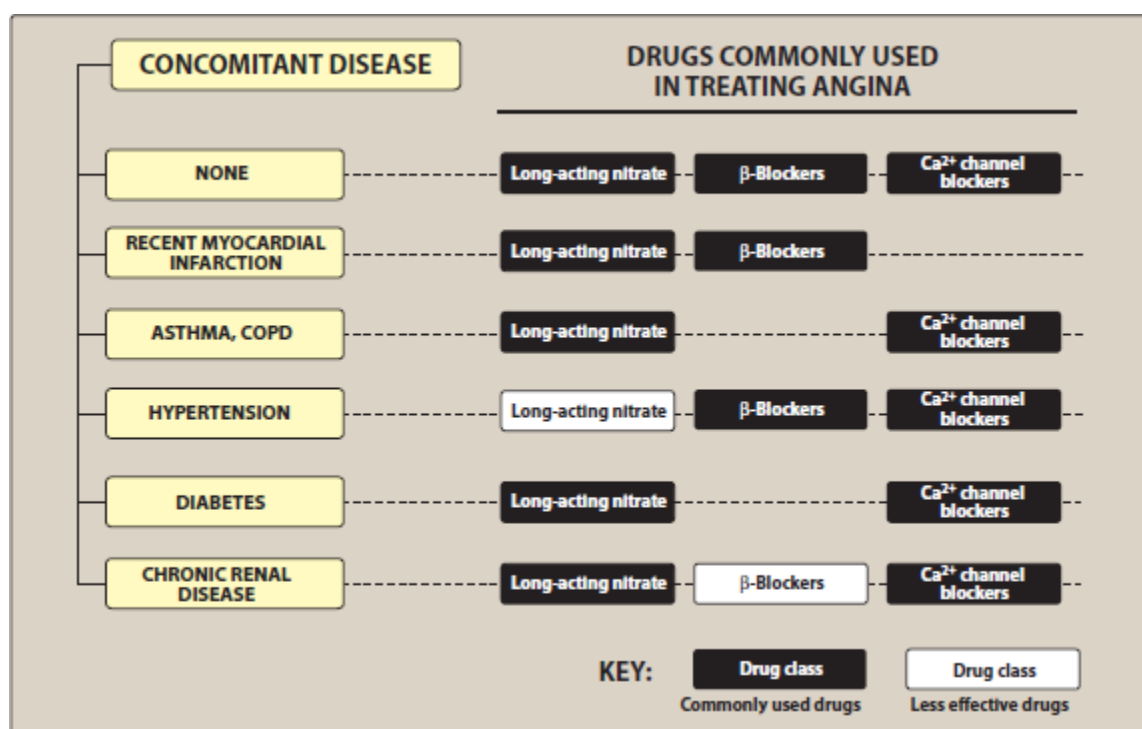 CONCOMITANT DISEASE
DRUGS COMMONLY USED
IN TREATING ANGINA
NONE
Long-acting nitrate
β-Blockers
Ca²⁺ channel
blockers
RECENT MYOCARDIAL
INFARCTION
Long-acting nitrate
β-Blockers
ASTHMA, COPD
Long-acting nitrate
Ca²⁺ channel
blockers
HYPERTENSION
Long-acting nitrate
β-Blockers
Ca²⁺ channel
blockers
DIABETES
Long-acting nitrate
Ca²⁺ channel
blockers
CHRONIC RENAL
DISEASE
Long-acting nitrate
β-Blockers
Ca²⁺ channel
blockers
KEY:
Drug class
Commonly used drugs
Drug class
Less effective drugs